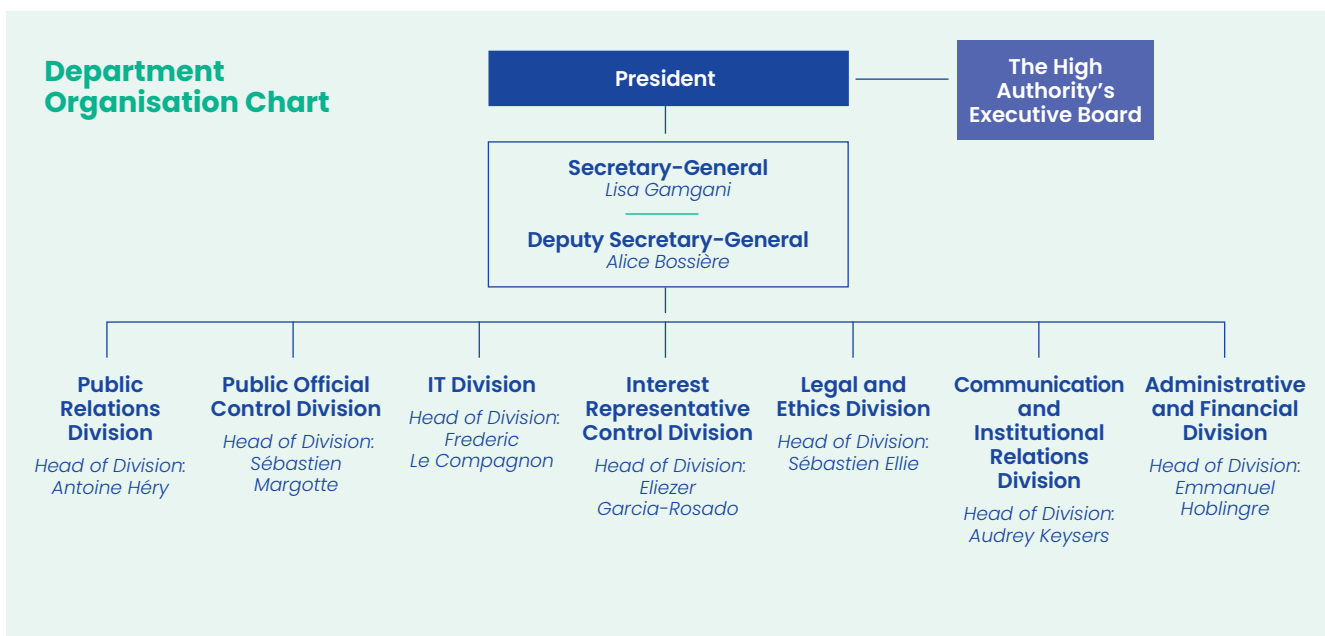 Department
Organisation Chart
President
The High
Authority's
Executive Board
Secretary-General
Lisa Gamgani
Deputy Secretary-General
Alice Bossière
Public
Relations
Division
Head of Division:
Antoine Héry
Public Official
Control Division
Head of Division:
Sébastien
Margotte
IT Division
Head of Division:
Frederic
Le Compagnon
Interest
Representative
Control Division
Head of Division:
Eliezer
Garcia-Rosado
Legal and
Ethics Division
Head of Division:
Sébastien Ellie
Communication
and
Institutional
Relations
Division
Head of Division:
Audrey Keysers
Administrative
and Financial
Division
Head of Division:
Emmanuel
Hoblingre